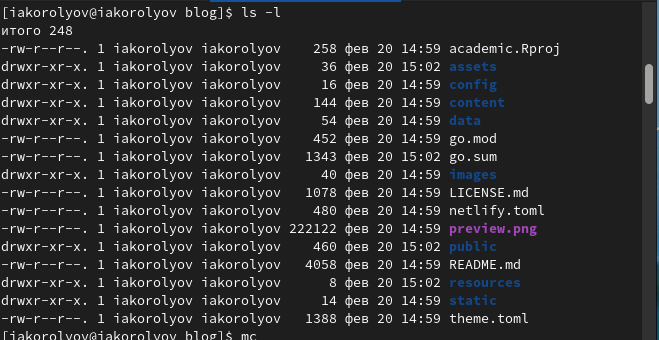 [iakorolyov@iakorolyov blog]$ ls -l
итого 248
-rw-r--r--. 1 iakorolyov iakorolyov    258 фев 20 14:59 academic.Rproj
drwxr-xr-x. 1 iakorolyov iakorolyov     36 фев 20 15:02 assets
drwxr-xr-x. 1 iakorolyov iakorolyov     16 фев 20 14:59 config
drwxr-xr-x. 1 iakorolyov iakorolyov    144 фев 20 14:59 content
drwxr-xr-x. 1 iakorolyov iakorolyov     54 фев 20 14:59 data
-rw-r--r--. 1 iakorolyov iakorolyov    452 фев 20 14:59 go.mod
-rw-r--r--. 1 iakorolyov iakorolyov   1343 фев 20 15:02 go.sum
drwxr-xr-x. 1 iakorolyov iakorolyov     40 фев 20 14:59 images
-rw-r--r--. 1 iakorolyov iakorolyov   1078 фев 20 14:59 LICENSE.md
-rw-r--r--. 1 iakorolyov iakorolyov    480 фев 20 14:59 netlify.toml
-rw-r--r--. 1 iakorolyov iakorolyov 222122 фев 20 14:59 preview.png
drwxr-xr-x. 1 iakorolyov iakorolyov    460 фев 20 15:02 public
-rw-r--r--. 1 iakorolyov iakorolyov   4058 фев 20 14:59 README.md
drwxr-xr-x. 1 iakorolyov iakorolyov      8 фев 20 15:02 resources
drwxr-xr-x. 1 iakorolyov iakorolyov     14 фев 20 14:59 static
-rw-r--r--. 1 iakorolyov iakorolyov   1388 фев 20 14:59 theme.toml
[iakorolyov@iakorolyov blog]$ mc